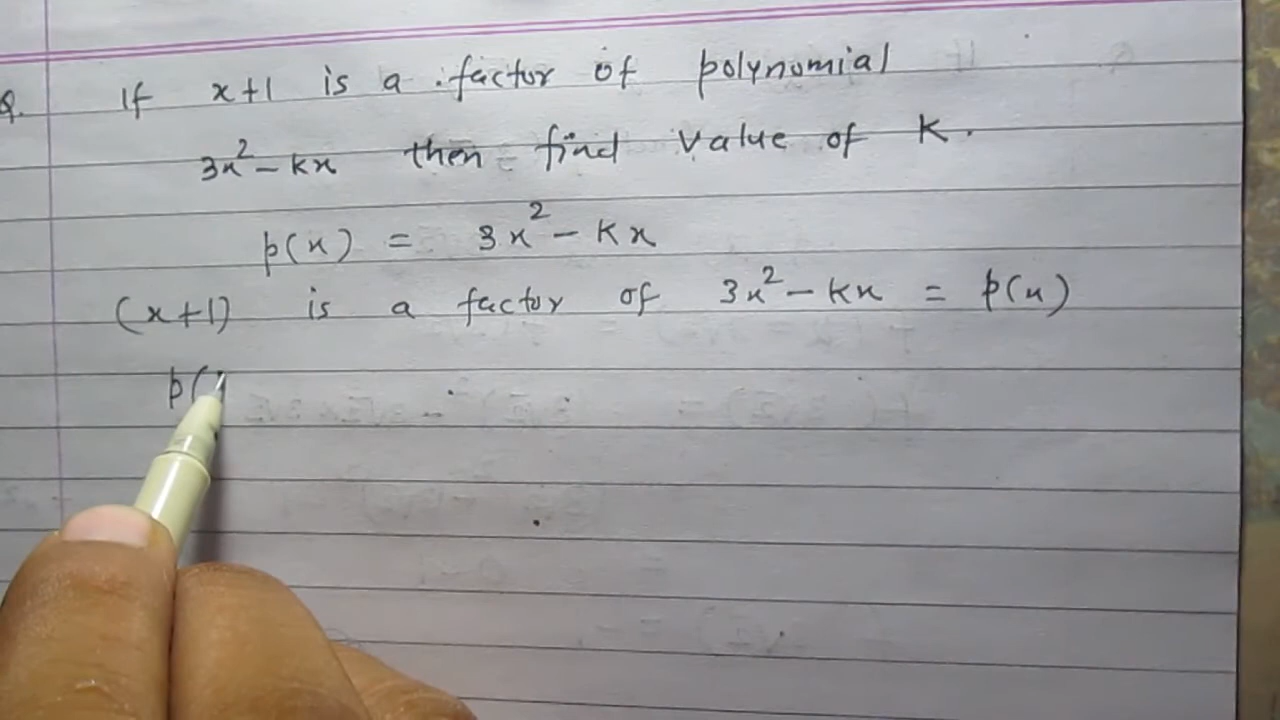 Q. If x+1 is a factor of polynomial
3x² - kx then find value of k.
p(x) = 3x² - kx
(x+1) is a factor of 3x² - kx = p(x)
p(